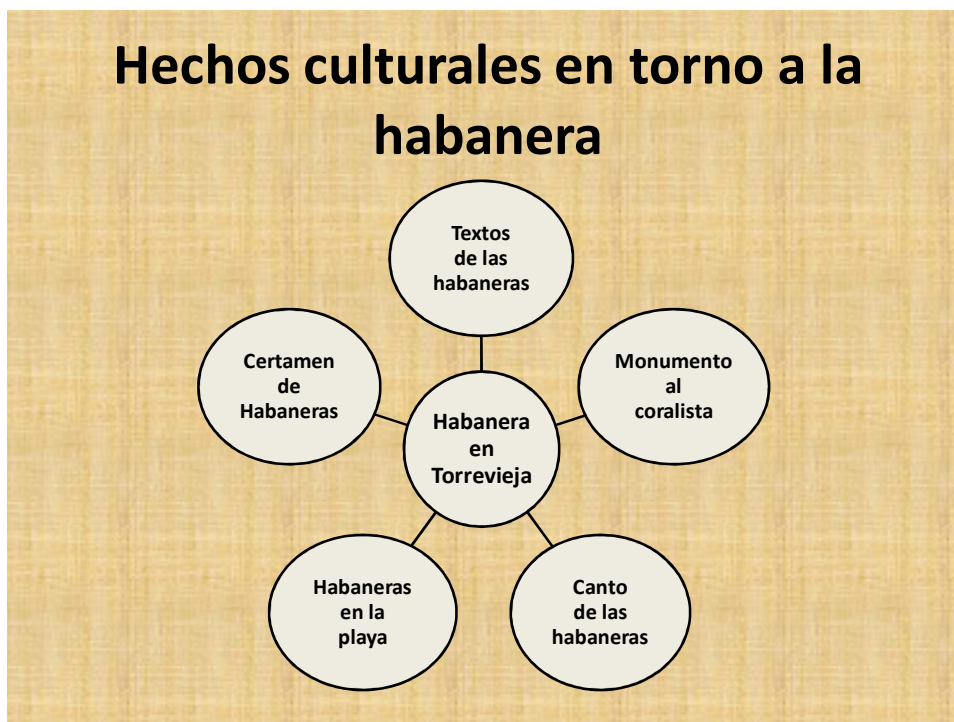 Hechos culturales en torno a la
habanera
Textos
de las
habaneras
Certamen
de
Habaneras
Monumento
al
coralista
Habanera
en
Torrevieja
Habaneras
en la
playa
Canto
de las
habaneras